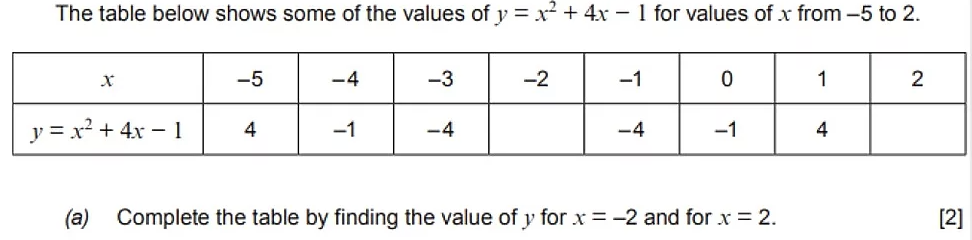 The table below shows some of the values of y = x² + 4x − 1 for values of x from –5 to 2.
x –5 –4 –3 –2 –1 0 1 2
y = x² + 4x − 1 4 –1 –4 –4 –1 4
(a) Complete the table by finding the value of y for x = –2 and for x = 2. [2]